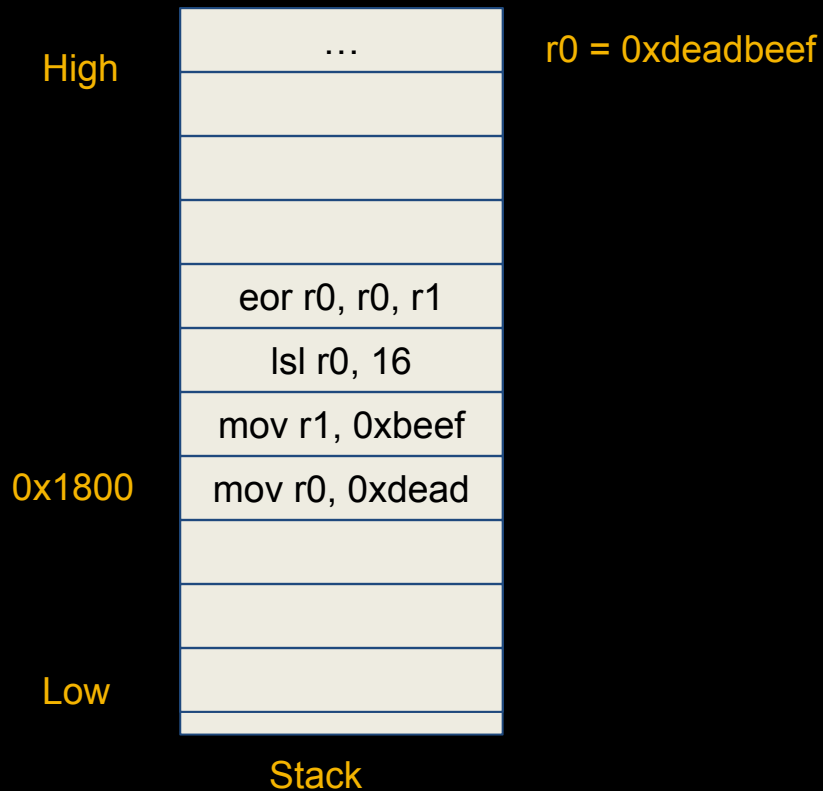 …
r0 = 0xdeadbeef
High
eor r0, r0, r1
lsl r0, 16
mov r1, 0xbeef
0x1800
mov r0, 0xdead
Low
Stack